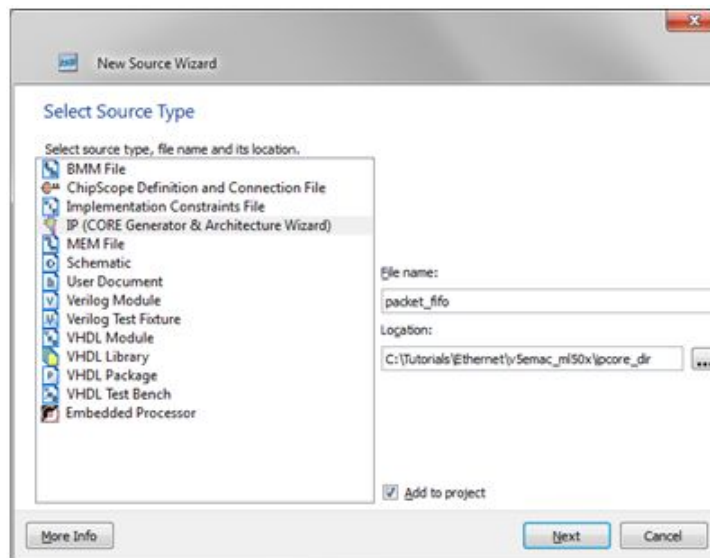 New Source Wizard
Select Source Type
Select source type, file name and its location.
BMM File
ChipScope Definition and Connection File
Implementation Constraints File
IP (CORE Generator & Architecture Wizard)
MEM File
Schematic
User Document
Verilog Module
Verilog Test Fixture
VHDL Module
VHDL Library
VHDL Package
VHDL Test Bench
Embedded Processor
File name:
packet_fifo
Location:
C:\Tutorials\Ethernet\v5emac_ml50x\ipcore_dir
...
Add to project
More Info
Next
Cancel